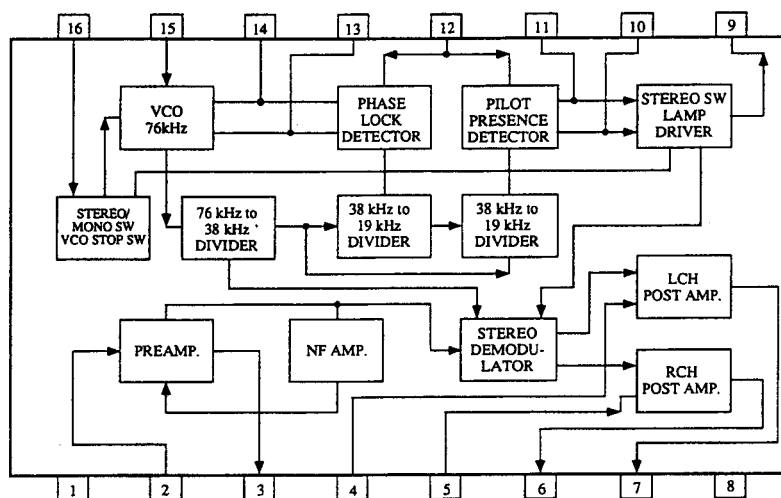 16 15 14 13 12 11 10 9
VCO
76kHz
PHASE
LOCK
DETECTOR
PILOT
PRESENCE
DETECTOR
STEREO SW
LAMP
DRIVER
STEREO/
MONO SW
VCO STOP SW
76 kHz to
38 kHz
DIVIDER
38 kHz to
19 kHz
DIVIDER
38 kHz to
19 kHz
DIVIDER
PREAMP.
NF AMP.
STEREO
DEMODU-
LATOR
LCH
POST AMP.
RCH
POST AMP.
1 2 3 4 5 6 7 8